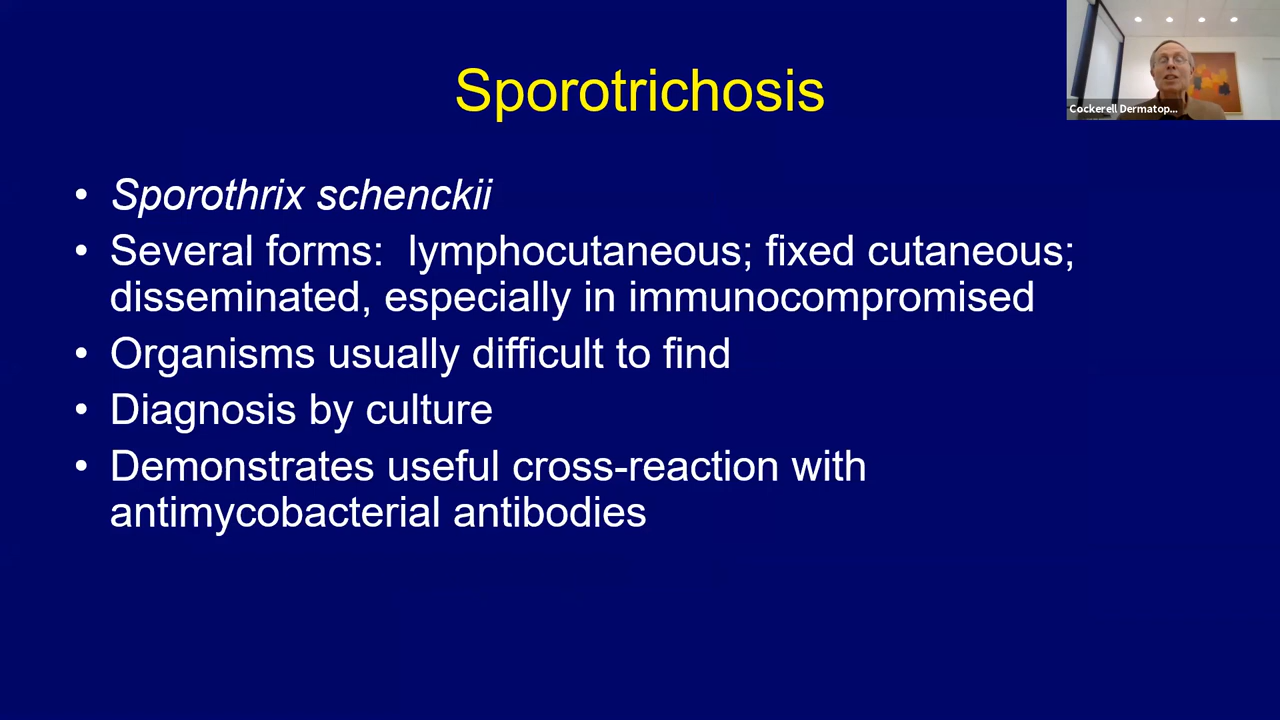 Sporotrichosis
Cockerell Dermatop...
• Sporothrix schenckii
• Several forms:  lymphocutaneous; fixed cutaneous;
disseminated, especially in immunocompromised
• Organisms usually difficult to find
• Diagnosis by culture
• Demonstrates useful cross-reaction with
antimycobacterial antibodies